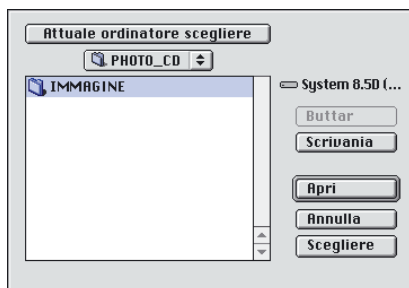 Attuale ordinatore scegliere
PHOTO_CD
IMMAGINE
System 8.5D (...
Buttar
Scrivania
Apri
Annulla
Scegliere